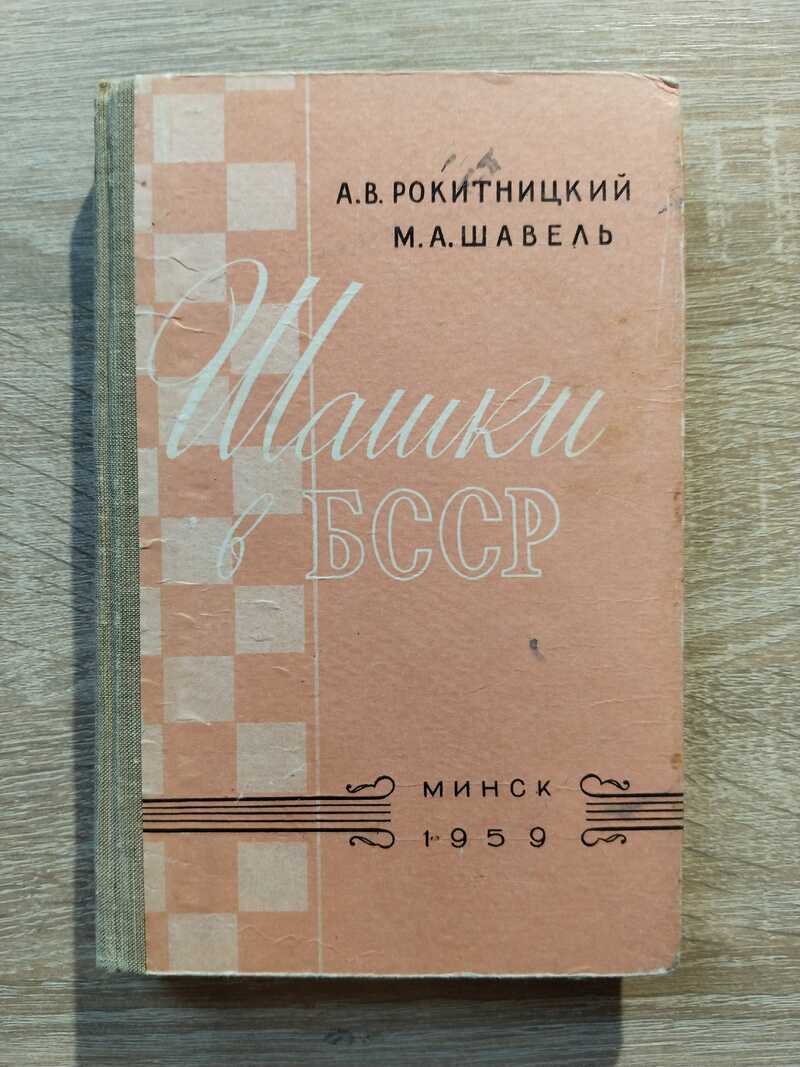 А.В. РОКИТНИЦКИЙ
М.А. ШАВЕЛЬ
Шашки
в БССР
МИНСК
1959